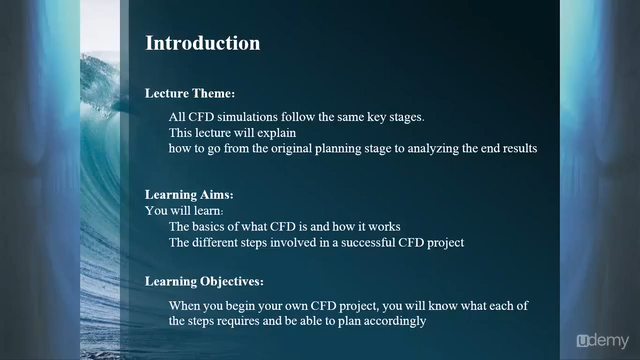 Introduction
Lecture Theme:
All CFD simulations follow the same key stages.
This lecture will explain
how to go from the original planning stage to analyzing the end results
Learning Aims:
You will learn:
The basics of what CFD is and how it works
The different steps involved in a successful CFD project
Learning Objectives:
When you begin your own CFD project, you will know what each of
the steps requires and be able to plan accordingly
udemy